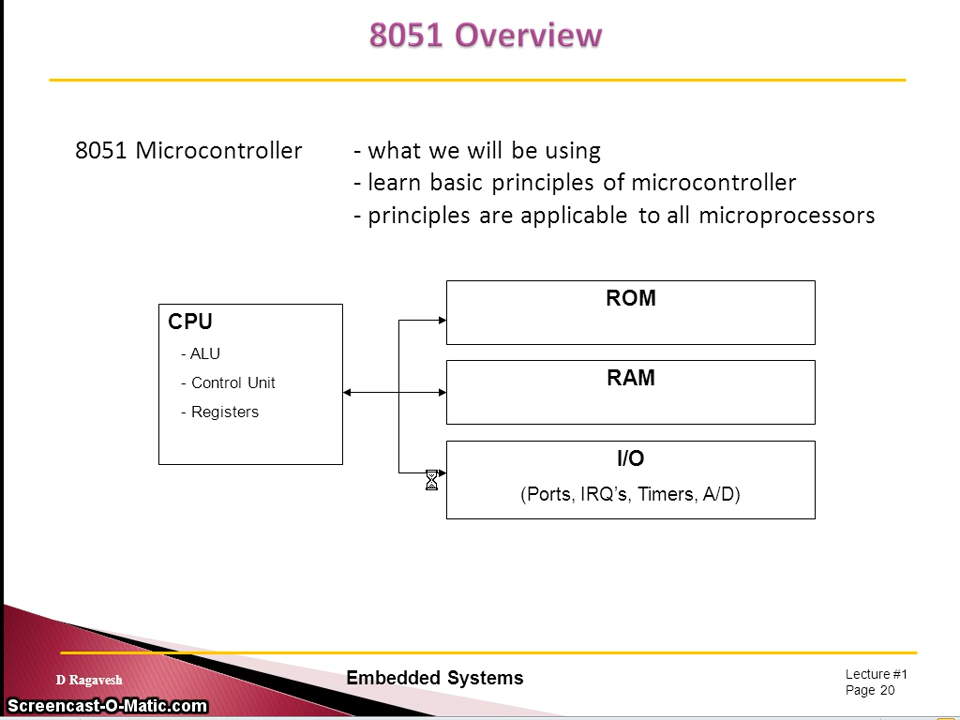 8051 Overview
8051 Microcontroller - what we will be using
- learn basic principles of microcontroller
- principles are applicable to all microprocessors
CPU
- ALU
- Control Unit
- Registers
ROM
RAM
I/O
(Ports, IRQ's, Timers, A/D)
D Ragavesh
Embedded Systems
Lecture #1
Page 20
Screencast-O-Matic.com